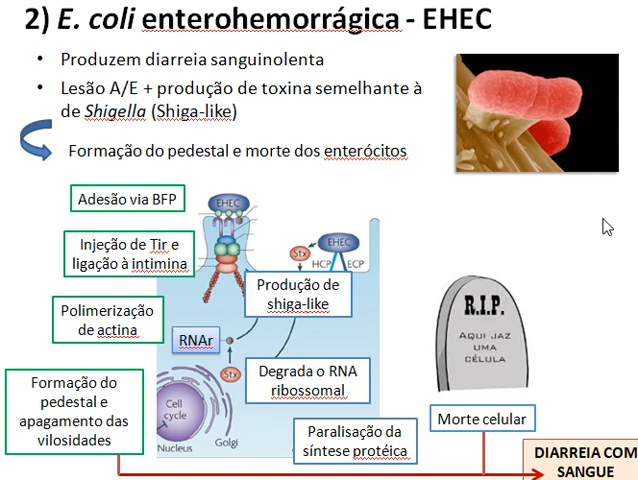 2) E. coli enterohemorrágica - EHEC
• Produzem diarreia sanguinolenta
• Lesão A/E + produção de toxina semelhante à
de Shigella (Shiga-like)
Formação do pedestal e morte dos enterócitos
Adesão via BFP
EHEC
Injeção de Tir e
ligação à intimina
Stx
EHEC
HCP
ECP
Produção de
shiga-like
Polimerização
de actina
RNAr
Stx
Degrada o RNA
ribossomal
R.I.P.
AQUI JAZ
UMA
CÉLULA
Formação do
pedestal e
apagamento das
vilosidades
Cell
cycle
Nucleus
Golgi
Paralisação da
síntese protéica
Morte celular
DIARREIA COM
SANGUE